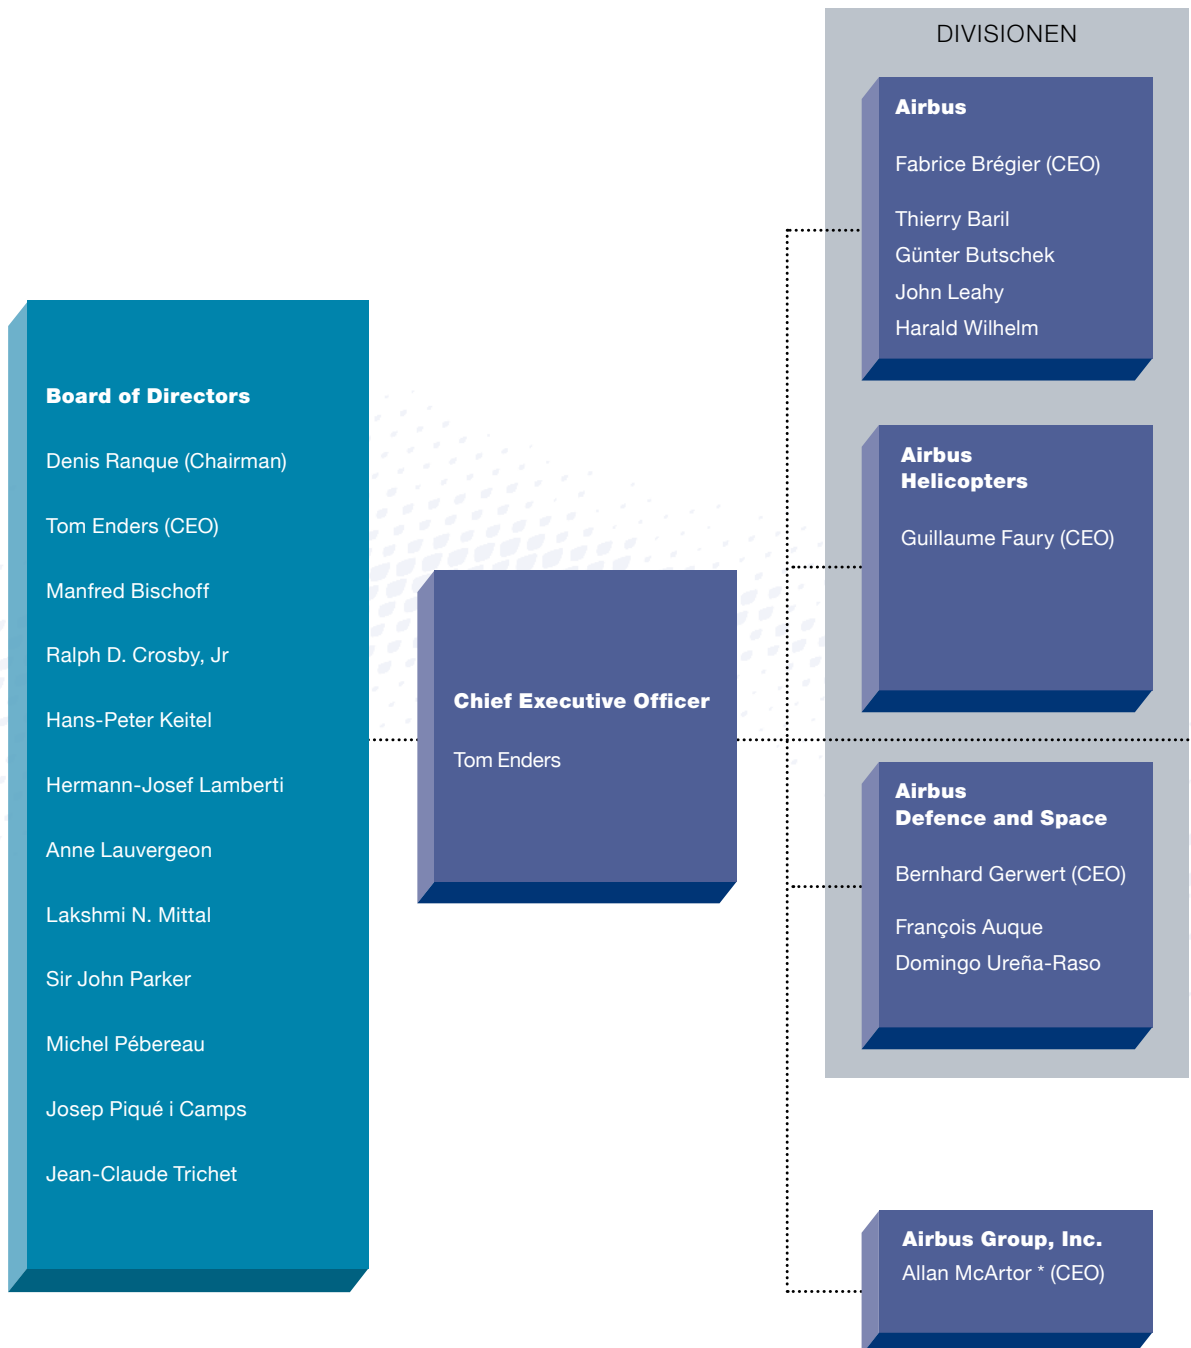 Board of Directors
Denis Ranque (Chairman)
Tom Enders (CEO)
Manfred Bischoff
Ralph D. Crosby, Jr
Hans-Peter Keitel
Hermann-Josef Lamberti
Anne Lauvergeon
Lakshmi N. Mittal
Sir John Parker
Michel Pébereau
Josep Piqué i Camps
Jean-Claude Trichet
Chief Executive Officer
Tom Enders
DIVISIONEN
Airbus
Fabrice Brégier (CEO)
Thierry Baril
Günter Butschek
John Leahy
Harald Wilhelm
Airbus
Helicopters
Guillaume Faury (CEO)
Airbus
Defence and Space
Bernhard Gerwert (CEO)
François Auque
Domingo Ureña-Raso
Airbus Group, Inc.
Allan McArtor * (CEO)